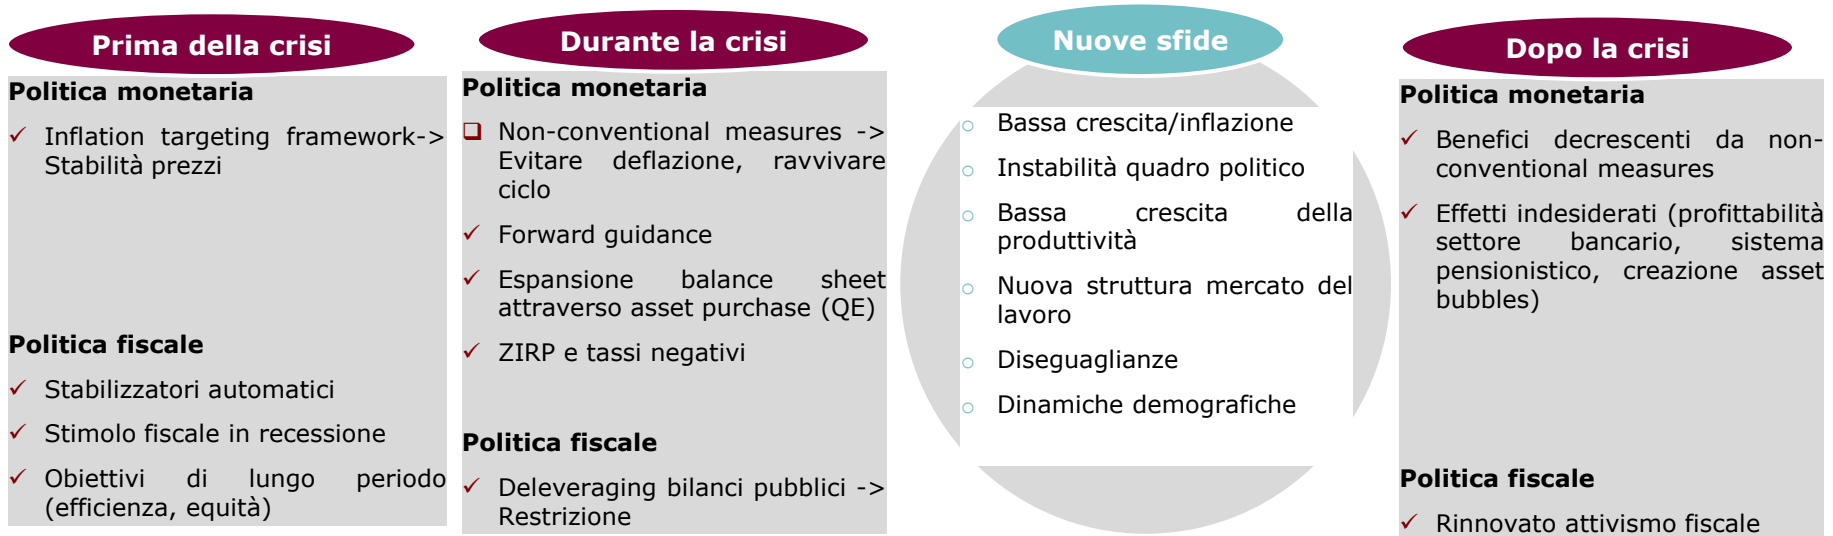 Prima della crisi
Politica monetaria
✓ Inflation targeting framework->
Stabilità prezzi
Politica fiscale
✓ Stabilizzatori automatici
✓ Stimolo fiscale in recessione
✓ Obiettivi di lungo periodo
(efficienza, equità)
Durante la crisi
Politica monetaria
❑ Non-conventional measures ->
Evitare deflazione, ravvivare
ciclo
✓ Forward guidance
✓ Espansione balance sheet
attraverso asset purchase (QE)
✓ ZIRP e tassi negativi
Politica fiscale
✓ Deleveraging bilanci pubblici ->
Restrizione
Nuove sfide
o Bassa crescita/inflazione
o Instabilità quadro politico
o Bassa crescita della
produttività
o Nuova struttura mercato del
lavoro
o Diseguaglianze
o Dinamiche demografiche
Dopo la crisi
Politica monetaria
✓ Benefici decrescenti da non-
conventional measures
✓ Effetti indesiderati (profittabilità
settore bancario, sistema
pensionistico, creazione asset
bubbles)
Politica fiscale
✓ Rinnovato attivismo fiscale